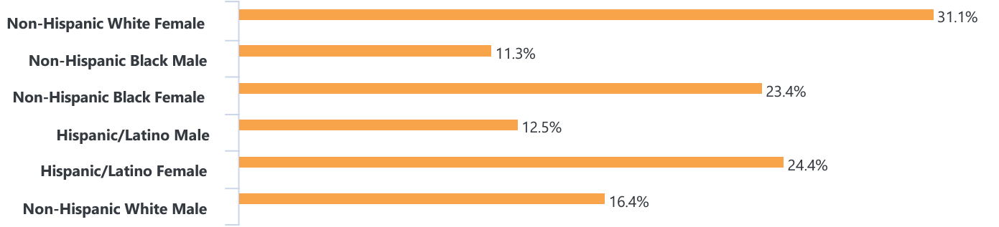 Non-Hispanic White Female 31.1%
Non-Hispanic Black Male 11.3%
Non-Hispanic Black Female 23.4%
Hispanic/Latino Male 12.5%
Hispanic/Latino Female 24.4%
Non-Hispanic White Male 16.4%